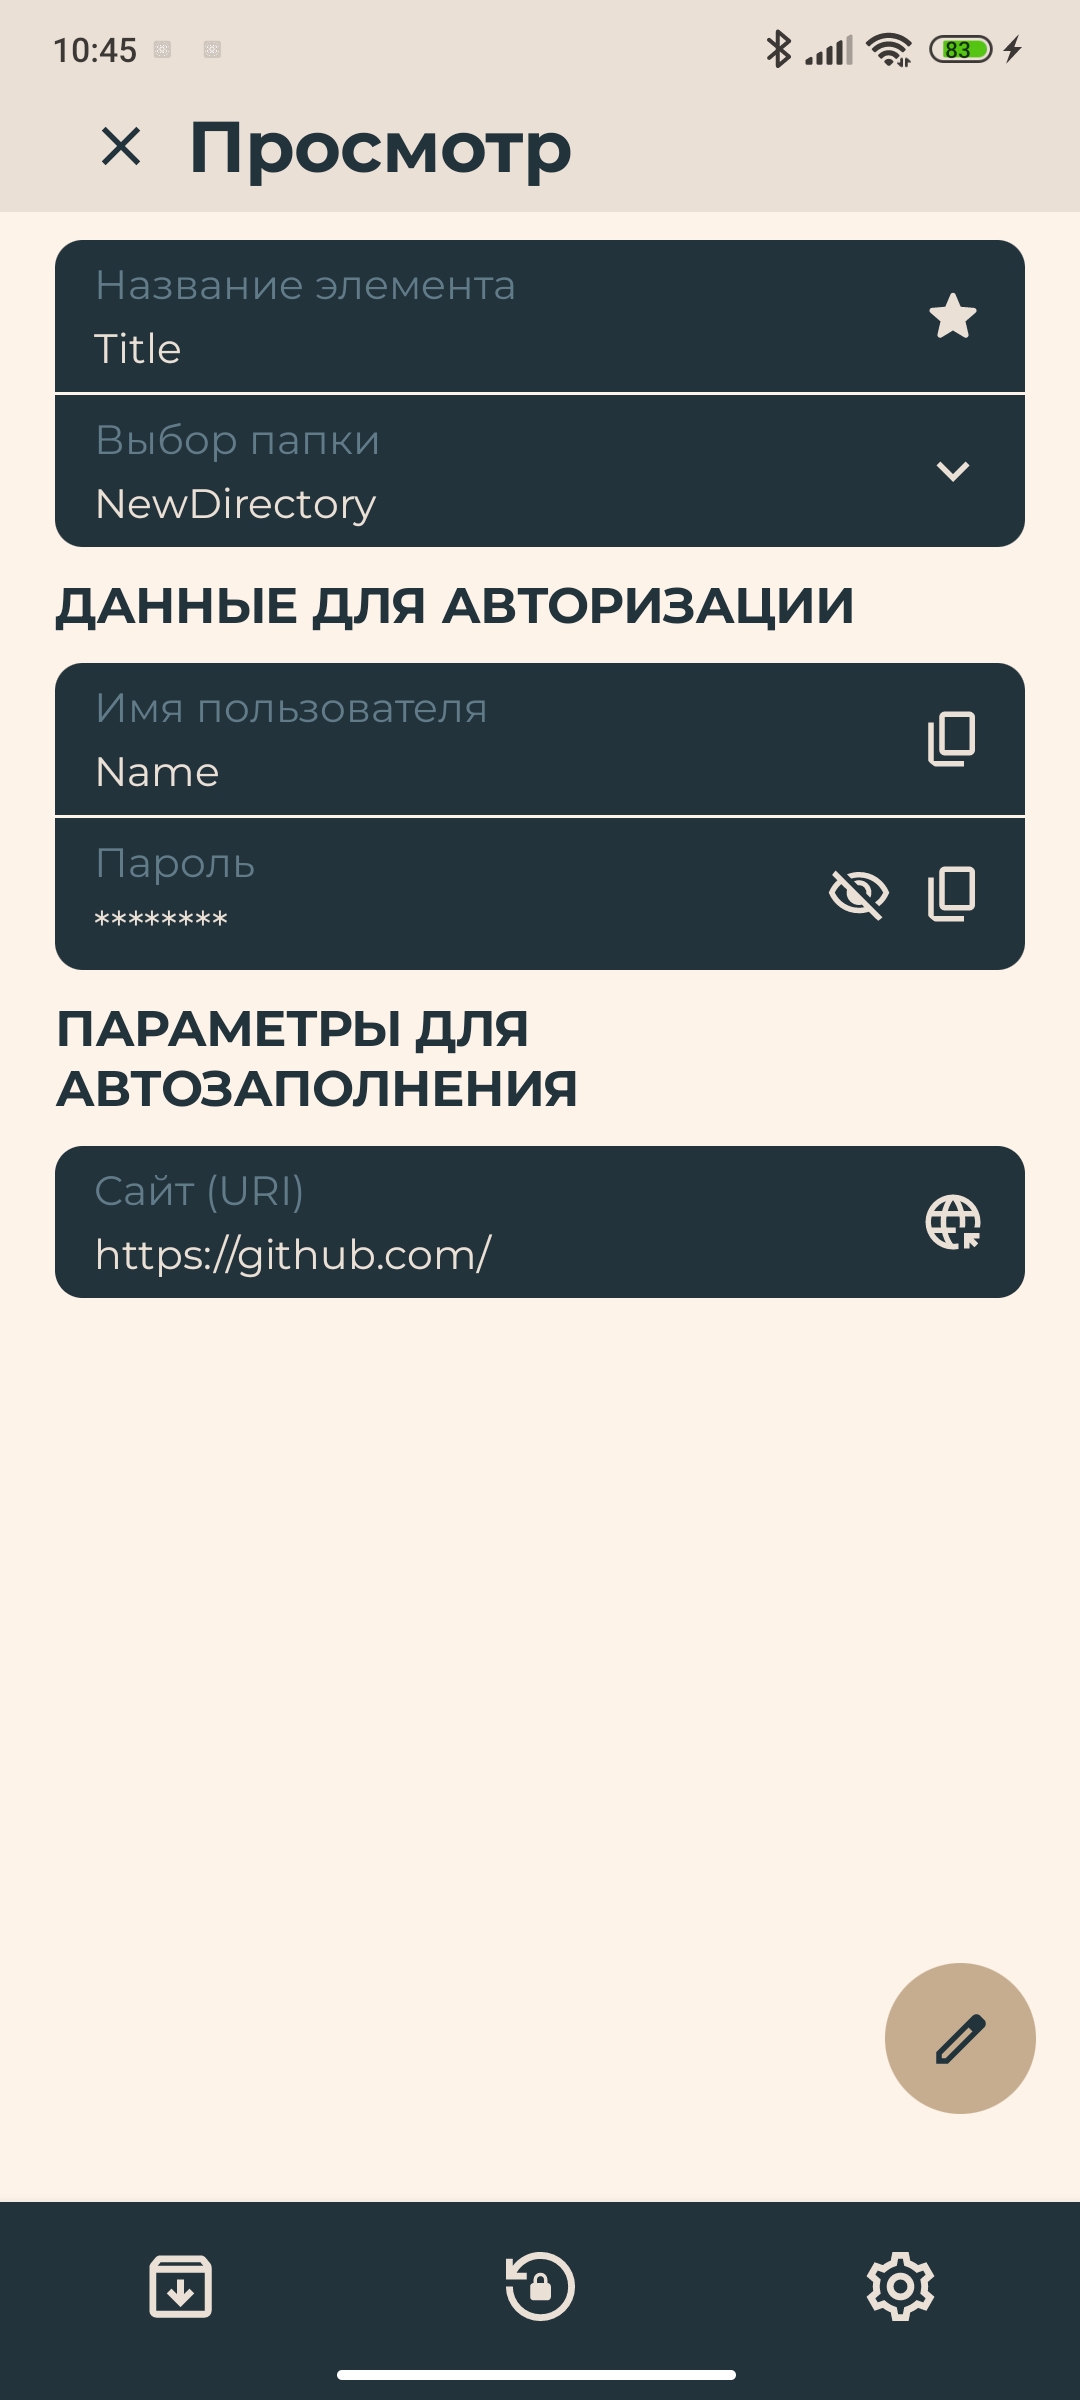 10:45
83
Просмотр
Название элемента
Title
Выбор папки
NewDirectory
ДАННЫЕ ДЛЯ АВТОРИЗАЦИИ
Имя пользователя
Name
Пароль
********
ПАРАМЕТРЫ ДЛЯ
АВТОЗАПОЛНЕНИЯ
Сайт (URI)
https://github.com/